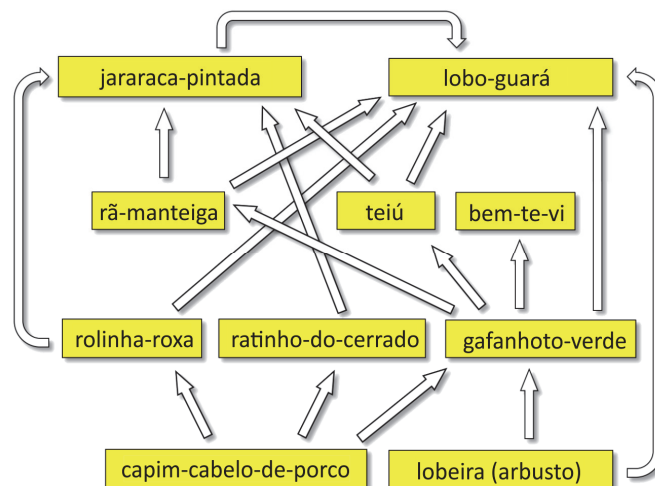 jararaca-pintada
lobo-guará
rã-manteiga
teiú
bem-te-vi
rolinha-roxa
ratinho-do-cerrado
gafanhoto-verde
capim-cabelo-de-porco
lobeira (arbusto)